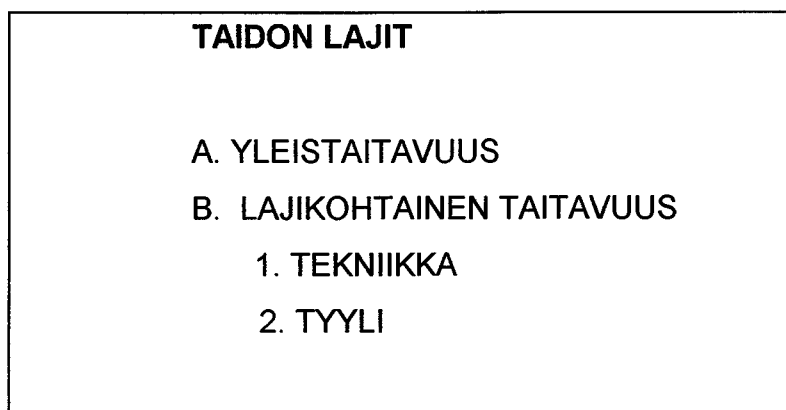 TAIDON LAJIT
A. YLEISTAITAVUUS
B. LAJIKOHTAINEN TAITAVUUS
1. TEKNIIKKA
2. TYYLI